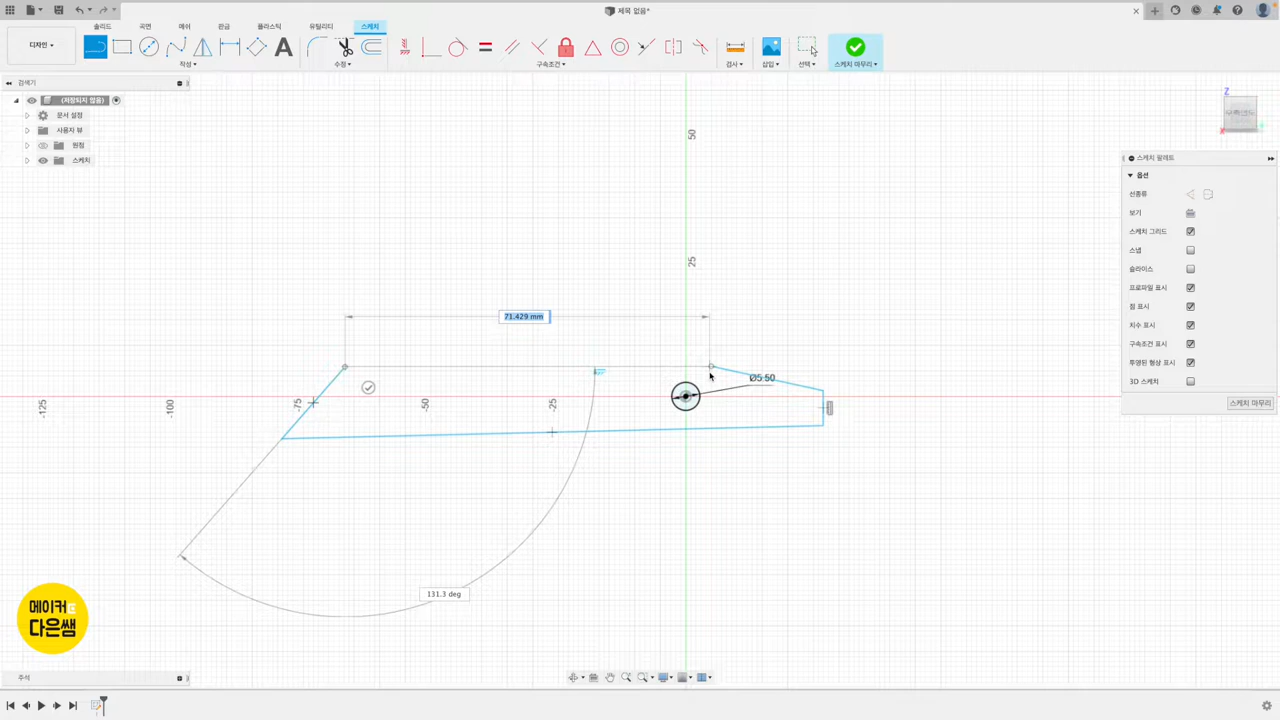 제목 없음*
디자인
솔리드
곡면
메쉬
판금
플라스틱
유틸리티
스케치
작성
수정
구속조건
검사
삽입
선택
스케치 마무리
검색기
(저장되지 않음)
문서 설정
사용자 뷰
원점
스케치
Z
X
스케치 팔레트
옵션
선종류
보기
스케치 그리드
스냅
슬라이스
프로파일 표시
점 표시
치수 표시
구속조건 표시
투영된 형상 표시
3D 스케치
스케치 마무리
50
25
71.429 mm
Ø5.50
-125
-100
-75
-50
-25
131.3 deg
메이커
다은쌤
주석